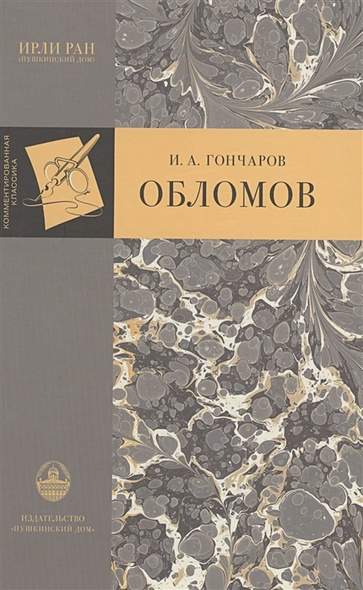 ИРЛИ РАН
(ПУШКИНСКИЙ ДОМ)
КОММЕНТИРОВАННАЯ
КЛАССИКА
И. А. ГОНЧАРОВ
ОБЛОМОВ
ИЗДАТЕЛЬСТВО
«ПУШКИНСКИЙ ДОМ»